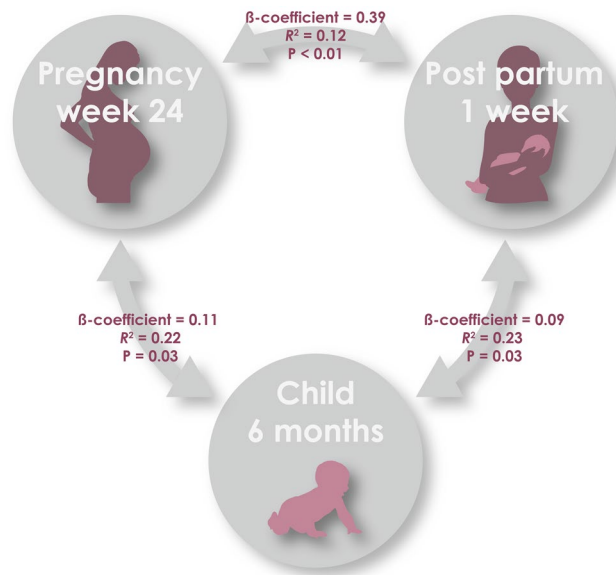 ß-coefficient = 0.39
R² = 0.12
P < 0.01
Pregnancy
week 24
Post partum
1 week
ß-coefficient = 0.11
R² = 0.22
P = 0.03
ß-coefficient = 0.09
R² = 0.23
P = 0.03
Child
6 months